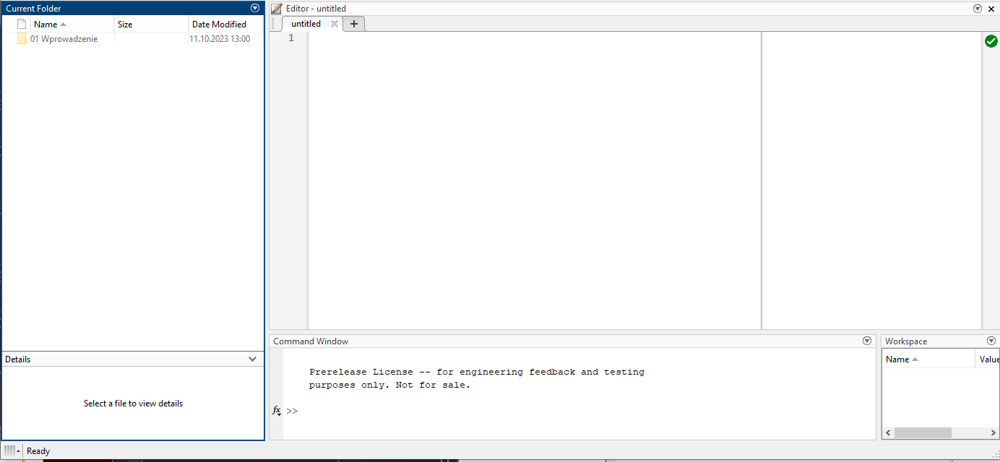 Current Folder
Name Size Date Modified
01 Wprowadzenie 11.10.2023 13:00
Details
Select a file to view details
Editor - untitled
untitled
1
Command Window
Prerelease License -- for engineering feedback and testing
purposes only. Not for sale.
fx >>
Workspace
Name Value
Ready